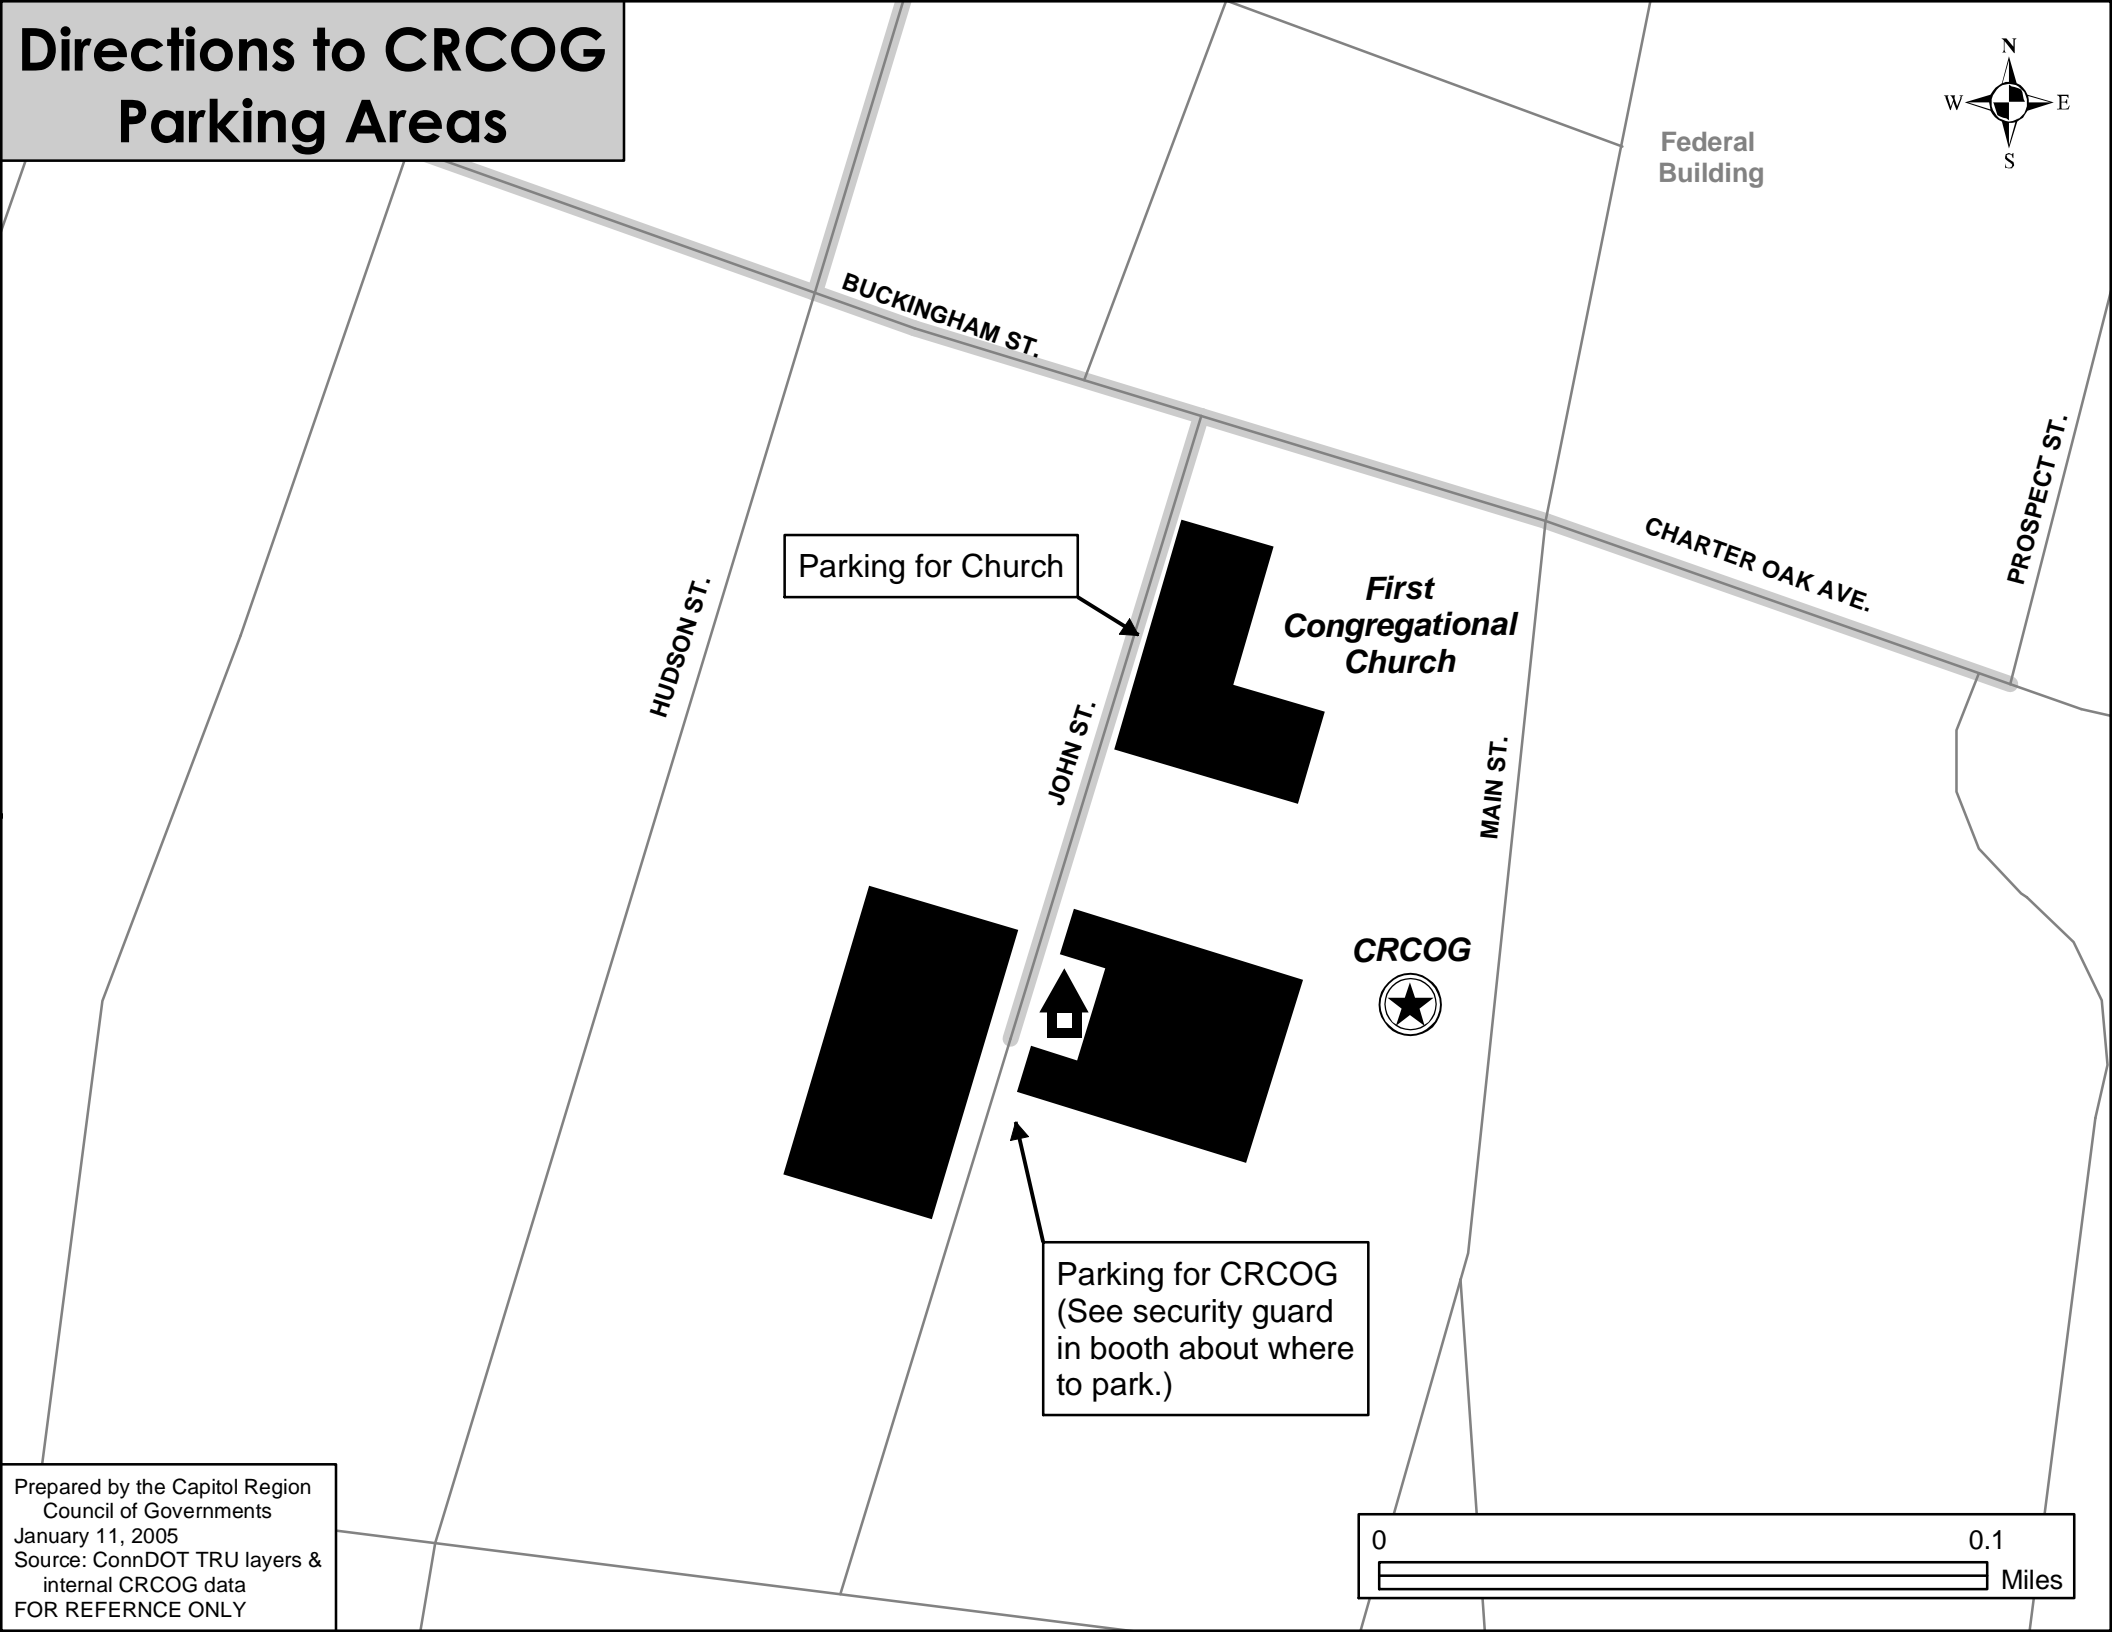 Directions to CRCOG
Parking Areas
N
W E
S
Federal
Building
BUCKINGHAM ST.
CHARTER OAK AVE.
PROSPECT ST.
HUDSON ST.
Parking for Church
First
Congregational
Church
JOHN ST.
MAIN ST.
CRCOG
Parking for CRCOG
(See security guard
in booth about where
to park.)
Prepared by the Capitol Region
Council of Governments
January 11, 2005
Source: ConnDOT TRU layers &
internal CRCOG data
FOR REFERNCE ONLY
0 0.1
Miles